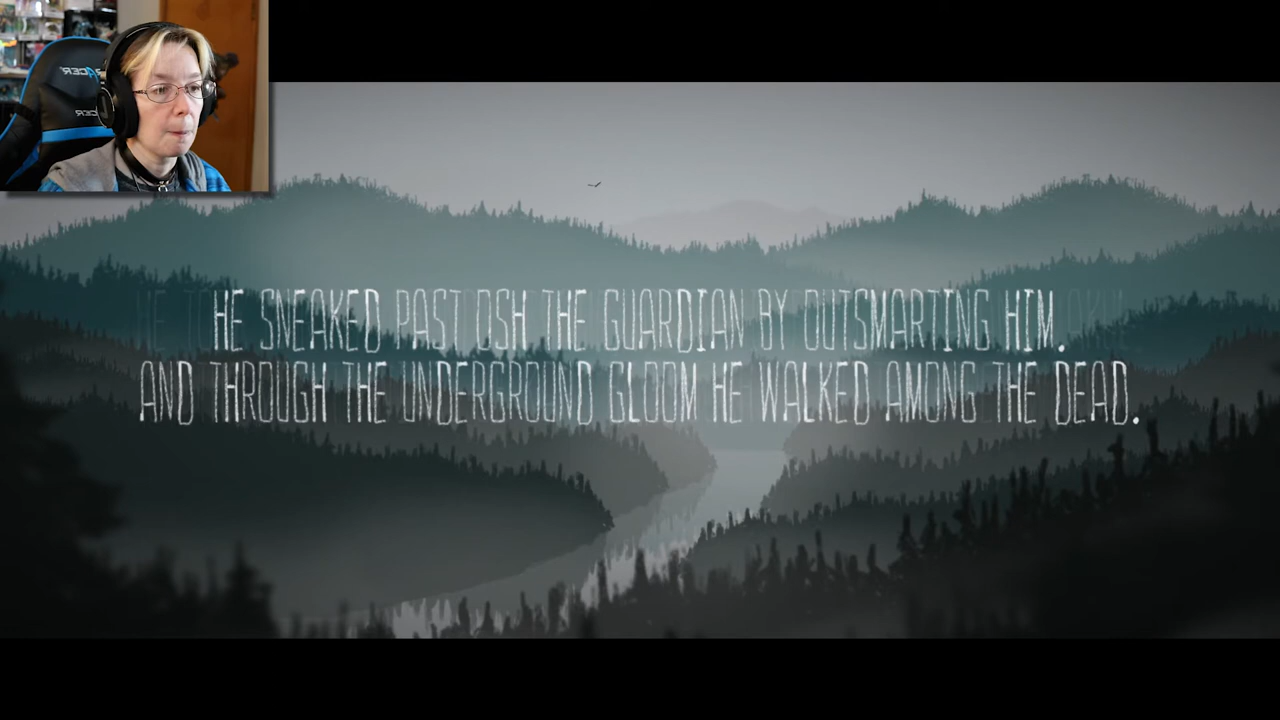 HE SNEAKED PAST OSH THE GUARDIAN BY OUTSMARTING HIM.
AND THROUGH THE UNDERGROUND GLOOM HE WALKED AMONG THE DEAD.